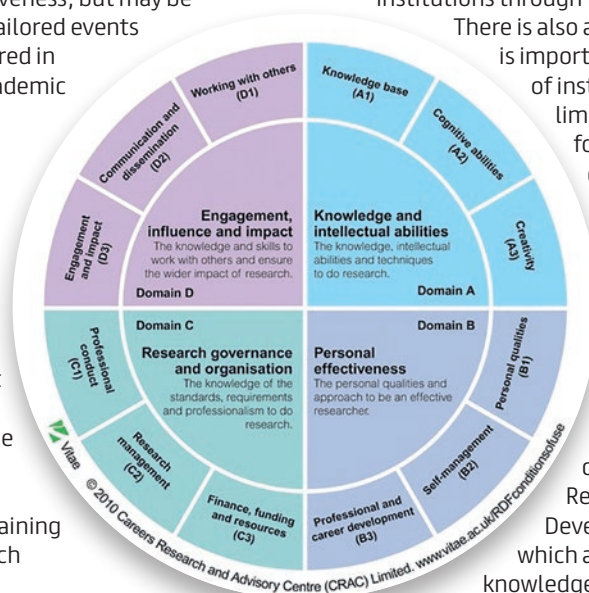 iveness, but may be
ailored events
red in
ademic
e
aining
ch
institutions through
There is also a
is import
of inst
lim
fo
Re
Deve
which a
knowledge
Working with others
(D1)
Communication and
dissemination
(D2)
Engagement
and impact
(D3)
Knowledge base
(A1)
Cognitive abilities
(A2)
Creativity
(A3)
Engagement,
influence and impact
The knowledge and skills to
work with others and ensure
the wider impact of research.
Domain D
Knowledge and
intellectual abilities
The knowledge, intellectual
abilities and techniques
to do research.
Domain A
Domain C
Research governance
and organisation
The knowledge of the
standards, requirements
and professionalism to do
research.
Domain B
Personal
effectiveness
The personal qualities and
approach to be an effective
researcher.
Professional
conduct
(C1)
Research
management
(C2)
Finance, funding
and resources
(C3)
Personal qualities
(B1)
Self-management
(B2)
Professional and
career development
(B3)
Vitae
© 2010 Careers Research and Advisory Centre (CRAC) Limited. www.vitae.ac.uk/RDFconditionsofuse